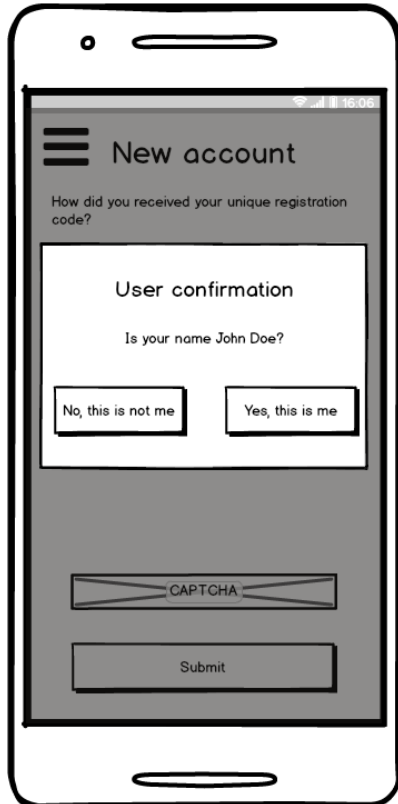 16:06
New account
How did you received your unique registration
code?
User confirmation
Is your name John Doe?
No, this is not me
Yes, this is me
CAPTCHA
Submit